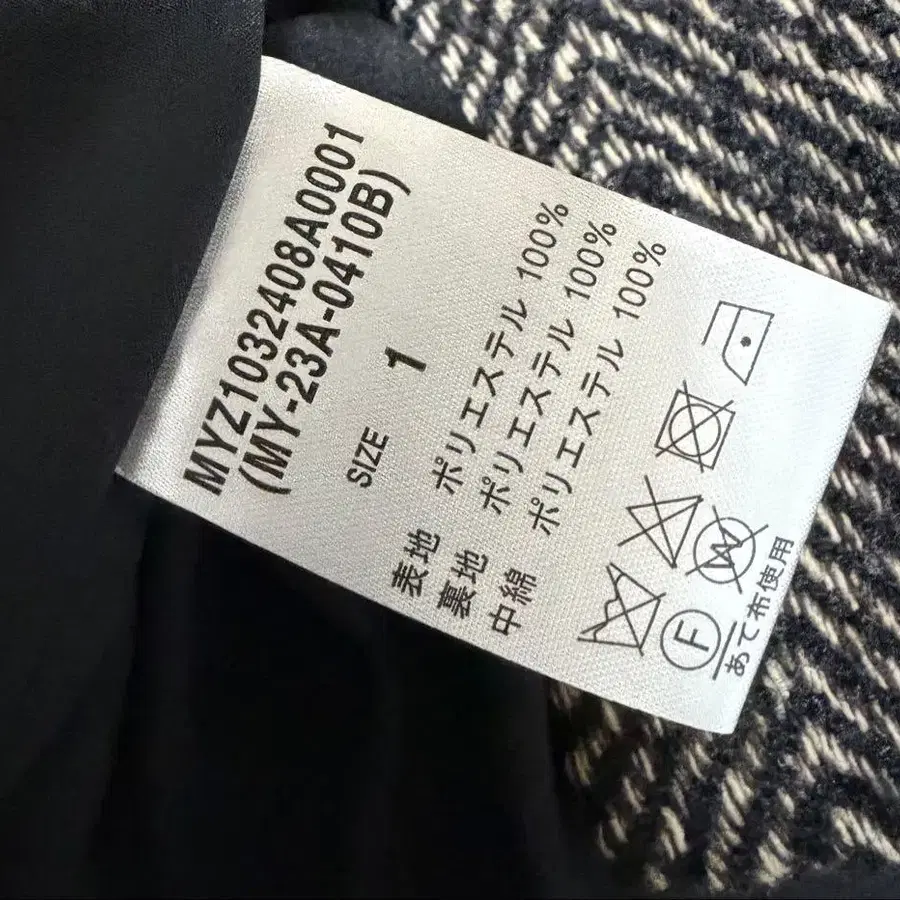 MYZ1032408A0001
(MY-23A-0410B)
SIZE 1
表地 ポリエステル 100%
裏地 ポリエステル 100%
中綿 ポリエステル 100%
F W
あて布使用